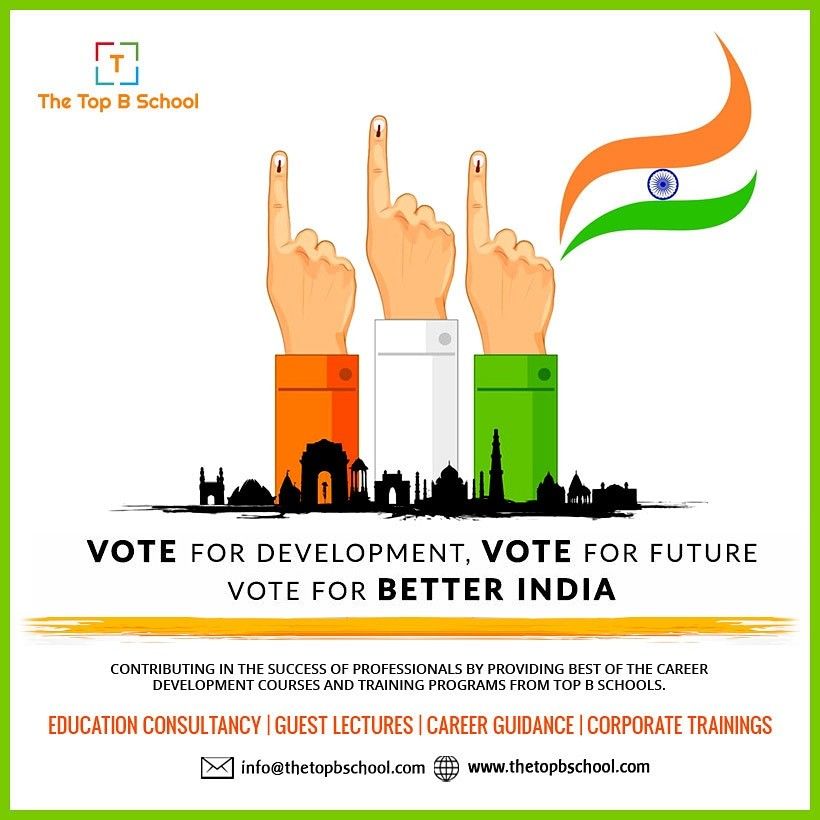 T
The Top B School
VOTE FOR DEVELOPMENT, VOTE FOR FUTURE
VOTE FOR BETTER INDIA
CONTRIBUTING IN THE SUCCESS OF PROFESSIONALS BY PROVIDING BEST OF THE CAREER
DEVELOPMENT COURSES AND TRAINING PROGRAMS FROM TOP B SCHOOLS.
EDUCATION CONSULTANCY | GUEST LECTURES | CAREER GUIDANCE | CORPORATE TRAININGS
info@thetopbschool.com www.thetopbschool.com